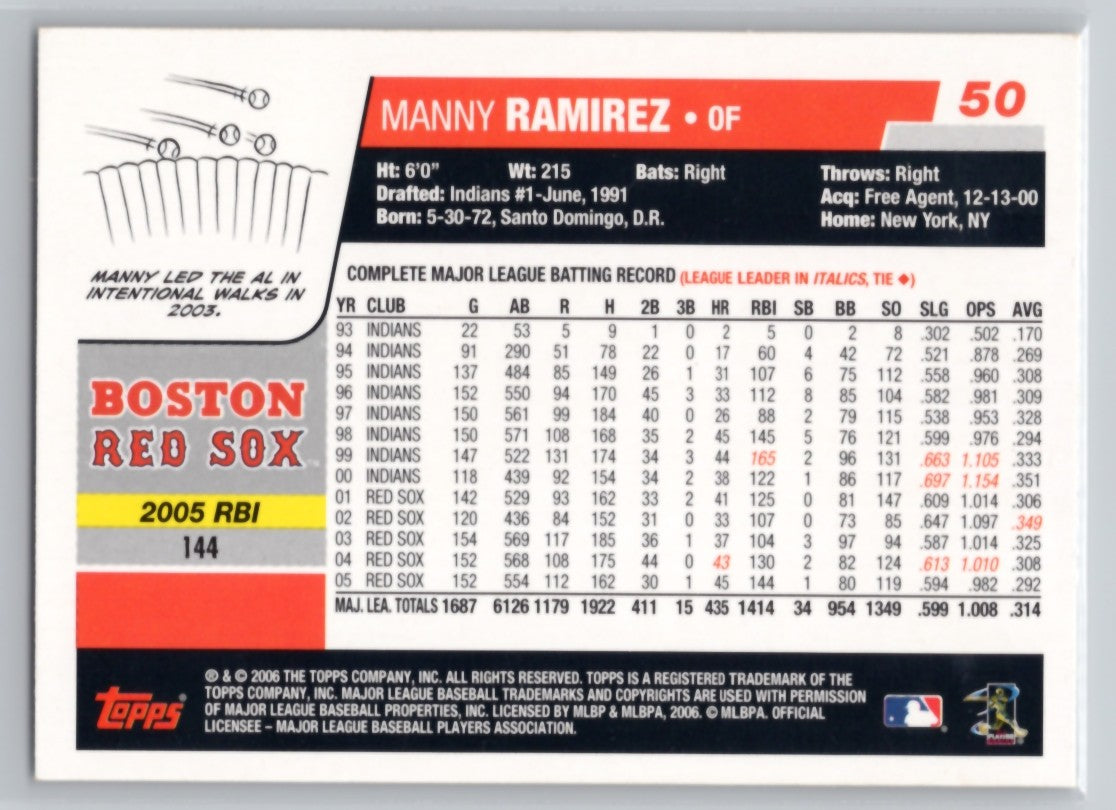 MANNY RAMIREZ • OF
50
Ht: 6'0" Wt: 215 Bats: Right Throws: Right
Drafted: Indians #1-June, 1991 Acq: Free Agent, 12-13-00
Born: 5-30-72, Santo Domingo, D.R. Home: New York, NY
MANNY LED THE AL IN
INTENTIONAL WALKS IN
2003.
BOSTON
RED SOX
2005 RBI
144
COMPLETE MAJOR LEAGUE BATTING RECORD (LEAGUE LEADER IN ITALICS, TIE ◆)
YR CLUB G AB R H 2B 3B HR RBI SB BB SO SLG OPS AVG
93 INDIANS 22 53 5 9 1 0 2 5 0 2 8 .302 .502 .170
94 INDIANS 91 290 51 78 22 0 17 60 4 42 72 .521 .878 .269
95 INDIANS 137 484 85 149 26 1 31 107 6 75 112 .558 .960 .308
96 INDIANS 152 550 94 170 45 3 33 112 8 85 104 .582 .981 .309
97 INDIANS 150 561 99 184 40 0 26 88 2 79 115 .538 .953 .328
98 INDIANS 150 571 108 168 35 2 45 145 5 76 121 .599 .976 .294
99 INDIANS 147 522 131 174 34 3 44 165 2 96 131 .663 1.105 .333
00 INDIANS 118 439 92 154 34 2 38 122 1 86 117 .697 1.154 .351
01 RED SOX 142 529 93 162 33 2 41 125 0 81 147 .609 1.014 .306
02 RED SOX 120 436 84 152 31 0 33 107 0 73 85 .647 1.097 .349
03 RED SOX 154 569 117 185 36 1 37 104 3 97 94 .587 1.014 .325
04 RED SOX 152 568 108 175 44 0 43 130 2 82 124 .613 1.010 .308
05 RED SOX 152 554 112 162 30 1 45 144 1 80 119 .594 .982 .292
MAJ. LEA. TOTALS 1687 6126 1179 1922 411 15 435 1414 34 954 1349 .599 1.008 .314
Topps
® & © 2006 THE TOPPS COMPANY, INC. ALL RIGHTS RESERVED. TOPPS IS A REGISTERED TRADEMARK OF THE
TOPPS COMPANY, INC. MAJOR LEAGUE BASEBALL TRADEMARKS AND COPYRIGHTS ARE USED WITH PERMISSION
OF MAJOR LEAGUE BASEBALL PROPERTIES, INC. LICENSED BY MLBP & MLBPA, 2006. © MLBPA. OFFICIAL
LICENSEE – MAJOR LEAGUE BASEBALL PLAYERS ASSOCIATION.